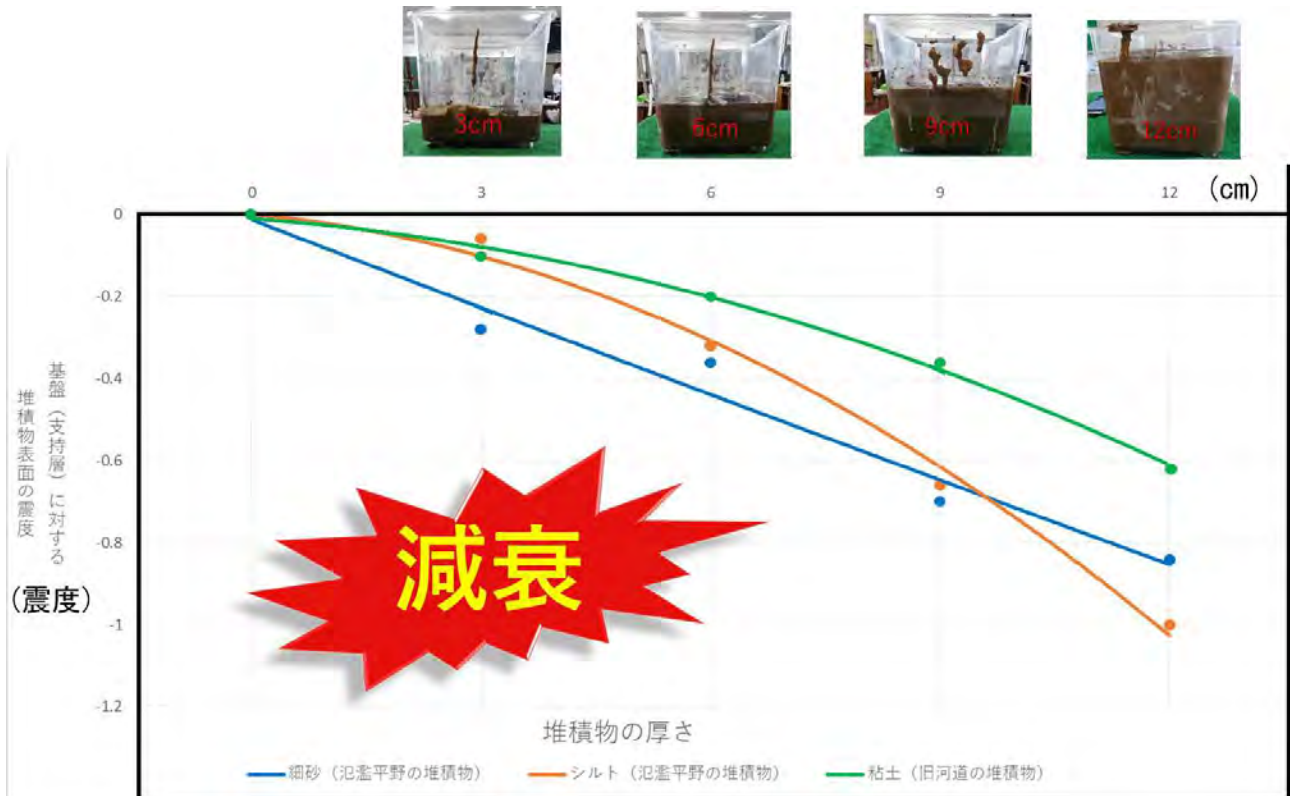 3cm
6cm
9cm
12cm
0
3
6
9
12
(cm)
0
-0.2
-0.4
-0.6
-0.8
-1
-1.2
基盤（支持層）に対する
堆積物表面の震度
(震度)
減衰
堆積物の厚さ
細砂（氾濫平野の堆積物）
シルト（氾濫平野の堆積物）
粘土（旧河道の堆積物）